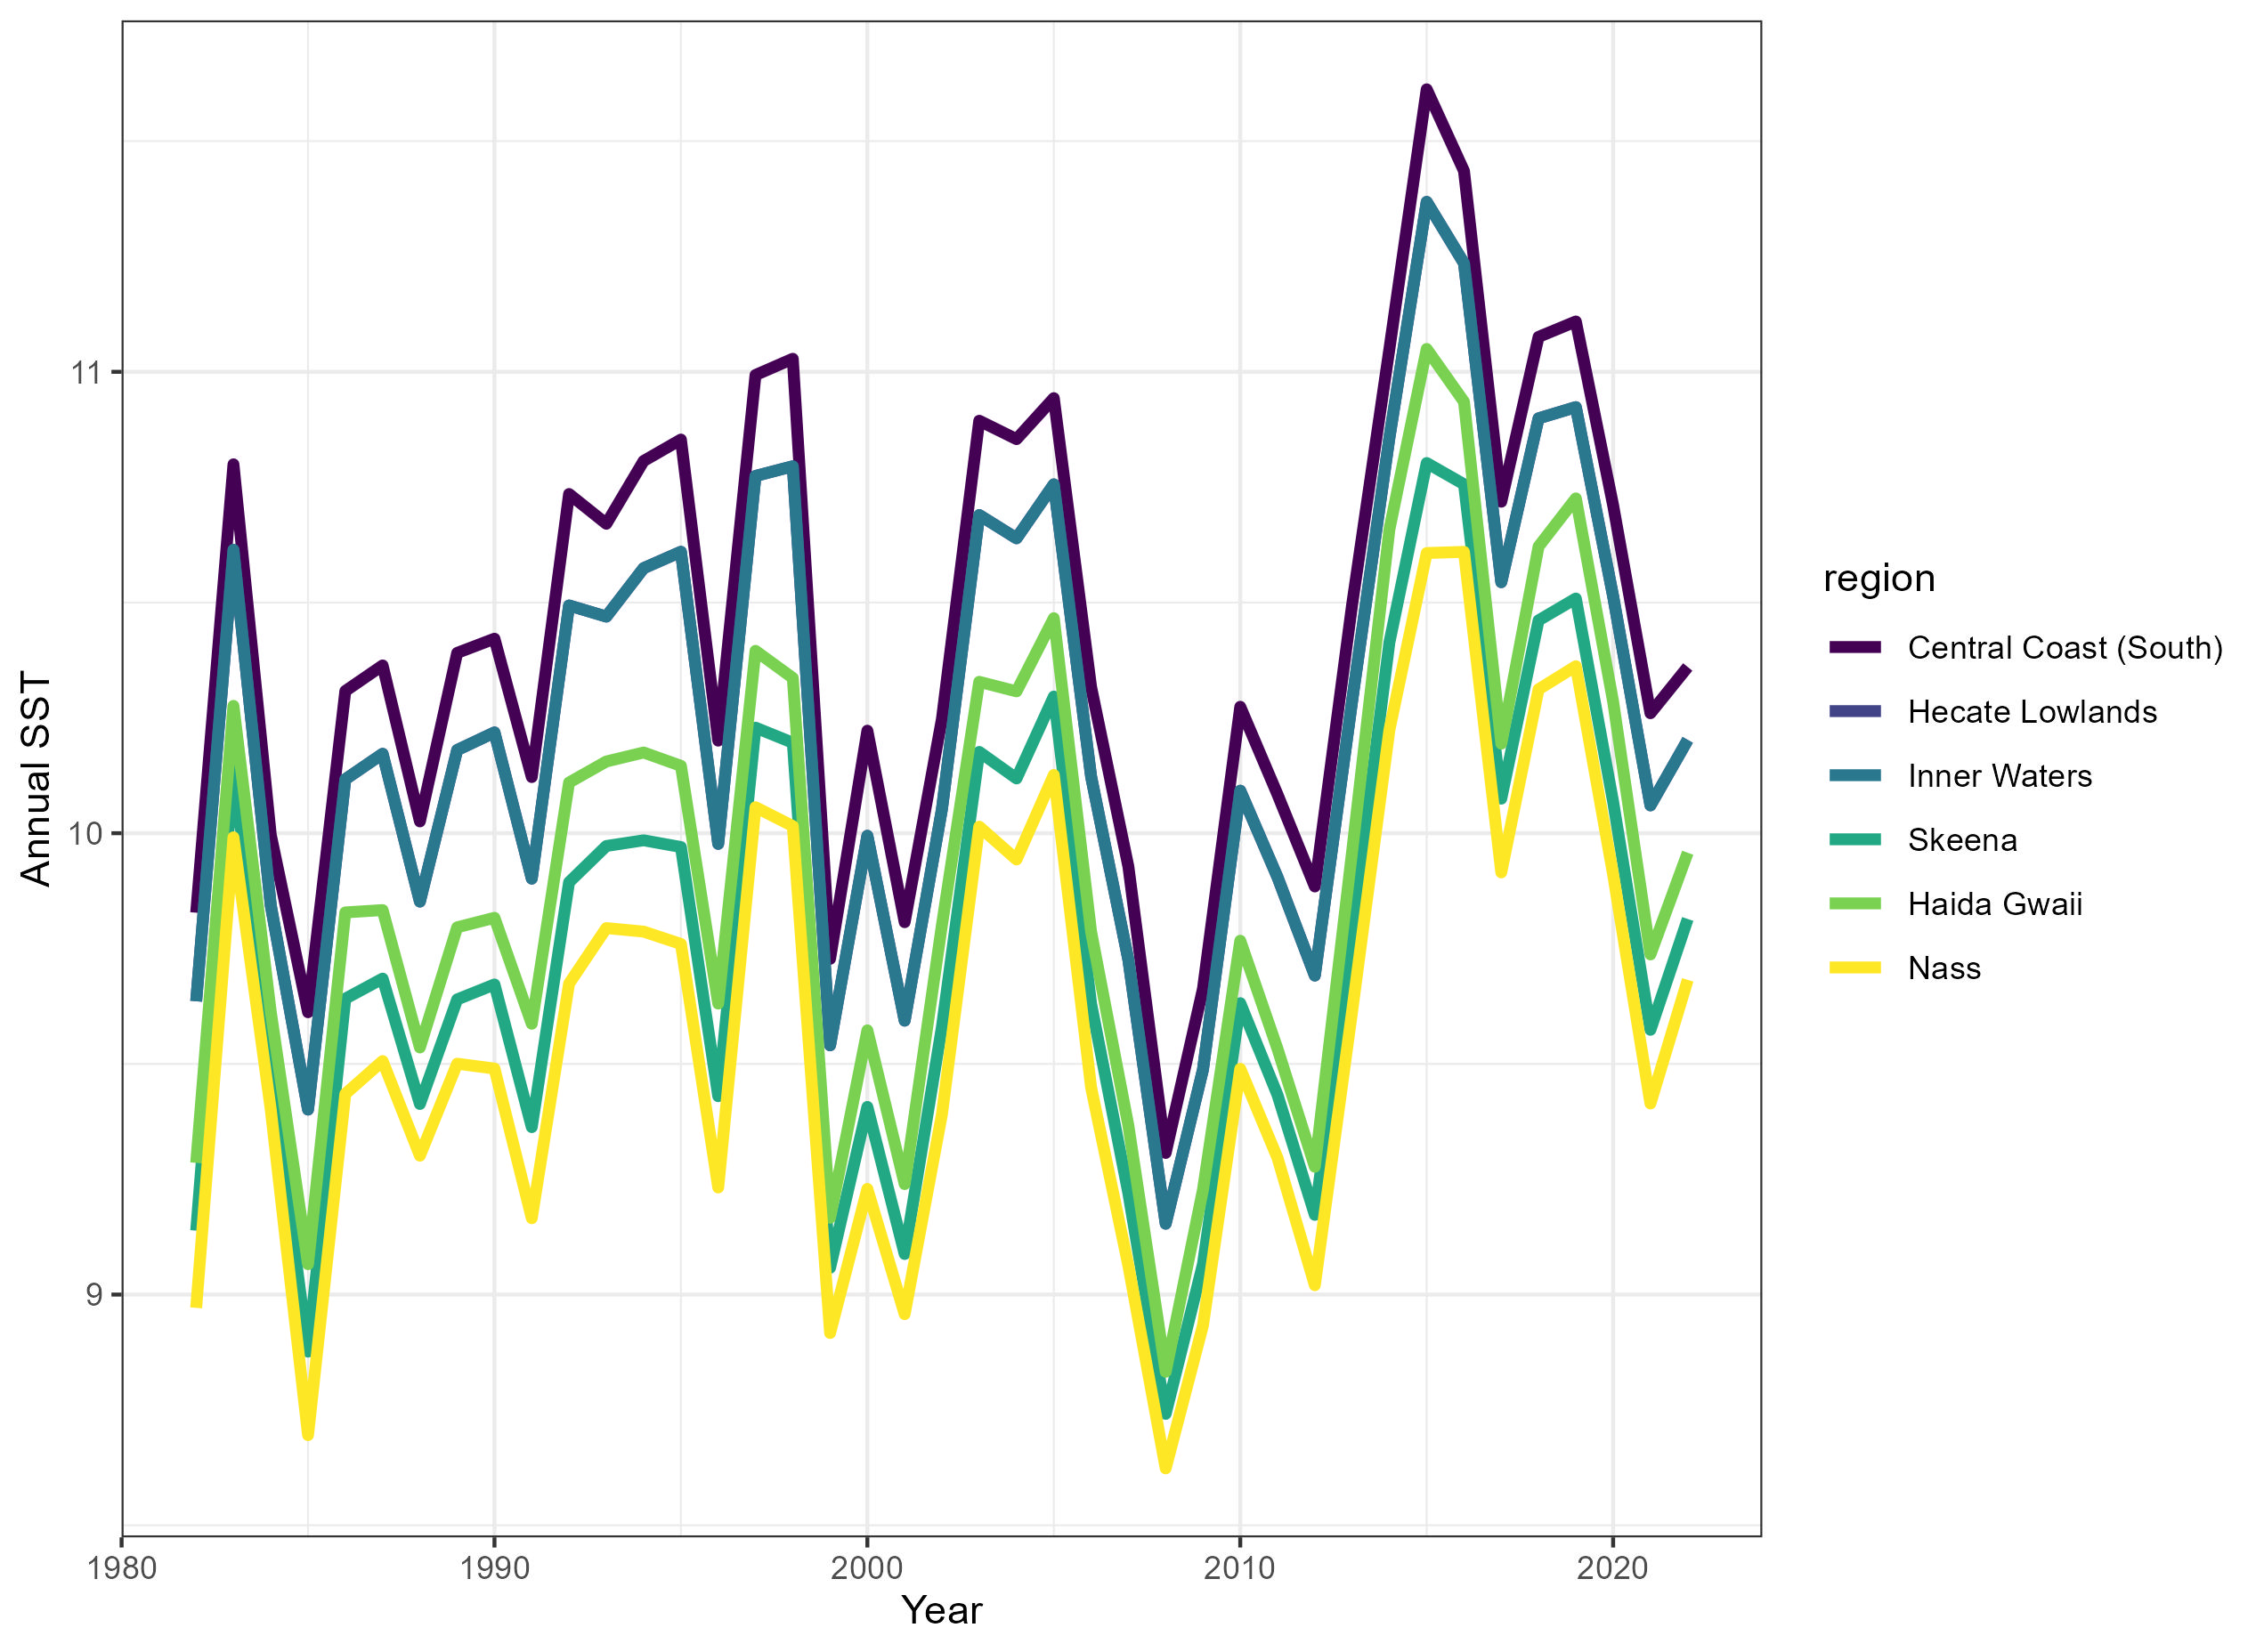 Annual SST
11
10
9
1980
1990
2000
2010
2020
Year
region
Central Coast (South)
Hecate Lowlands
Inner Waters
Skeena
Haida Gwaii
Nass